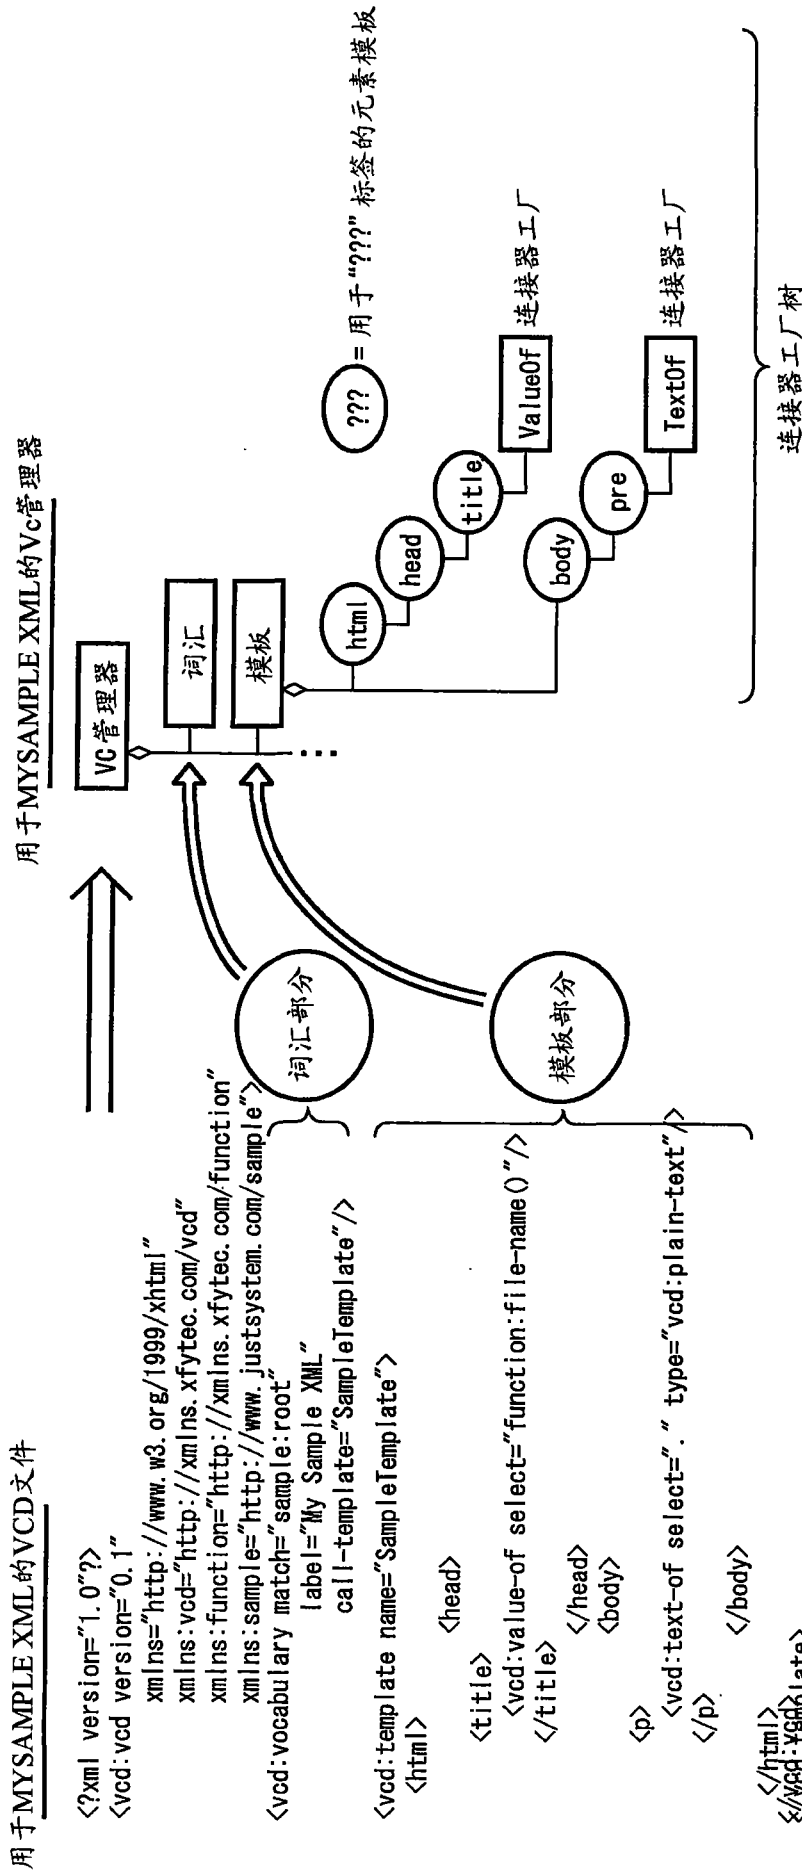 用于MYSAMPLE XML的VCD文件
<?xml version="1.0"?>
<vcd:vcd version="0.1"
xmlns="http://www.w3.org/1999/xhtml"
xmlns:vcd="http://xmlns.xfytec.com/vcd"
xmlns:function="http://xmlns.xfytec.com/function"
xmlns:sample="http://www.justsystem.com/sample">
<vcd:vocabulary match="sample:root"
label="My Sample XML"
call-template="SampleTemplate"/>
<vcd:template name="SampleTemplate">
<html>
<head>
<title>
<vcd:value-of select="function:file-name()"/>
</title>
</head>
<body>
<p>
<vcd:text-of select="." type="vcd:plain-text"/>
</p>
</body>
</html>
词汇部分
模板部分
用于MYSAMPLE XML的Vc管理器
VC管理器
词汇
模板
...
html
head
title
ValueOf 连接器工厂
body
pre
TextOf 连接器工厂
??? =用于“???”标签的元素模板
连接器工厂树